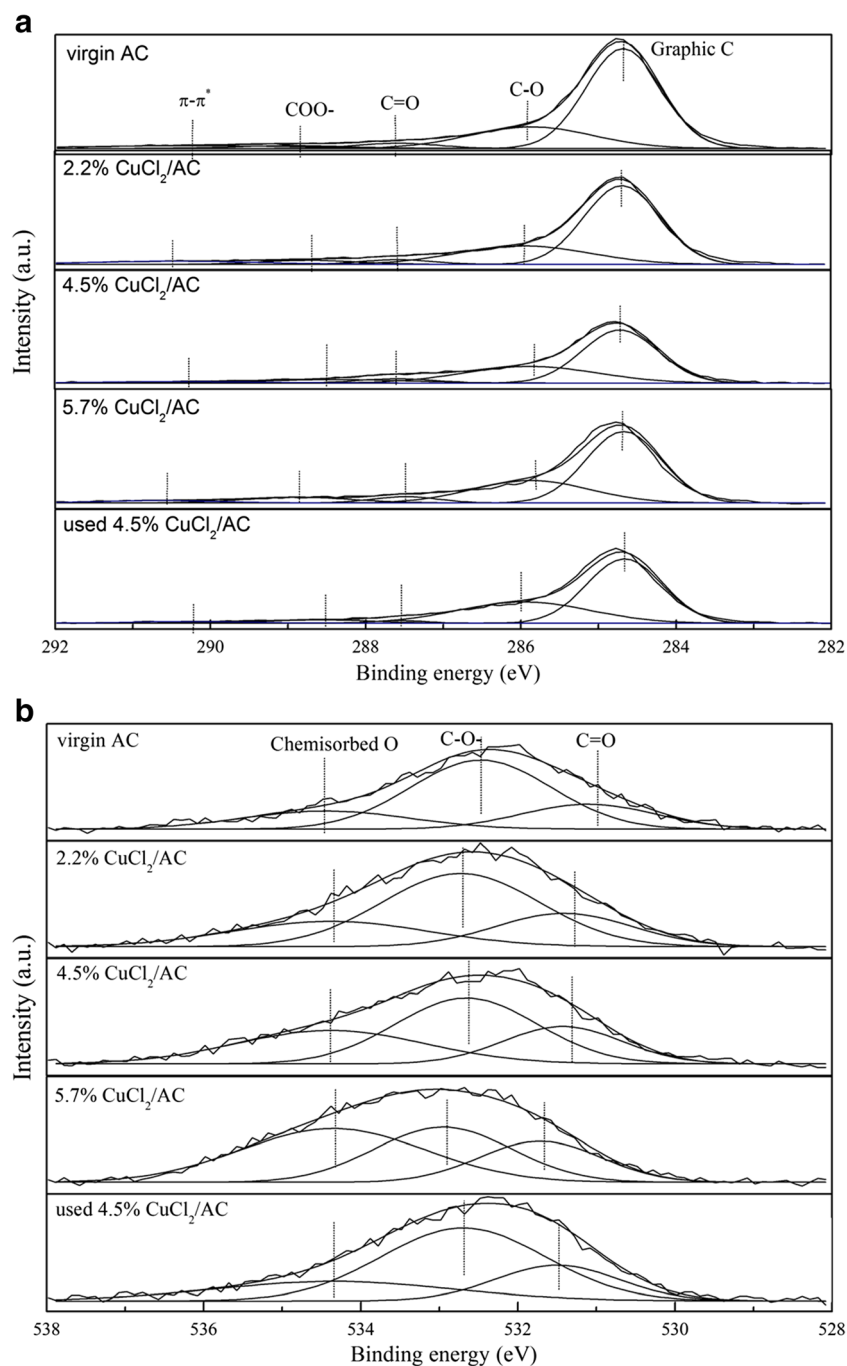 a
virgin AC
Graphic C
π-π*
COO-
C=O
C-O
2.2% CuCl₂/AC
4.5% CuCl₂/AC
5.7% CuCl₂/AC
used 4.5% CuCl₂/AC
Intensity (a.u.)
292 290 288 286 284 282
Binding energy (eV)
b
virgin AC
Chemisorbed O
C-O-
C=O
2.2% CuCl₂/AC
4.5% CuCl₂/AC
5.7% CuCl₂/AC
used 4.5% CuCl₂/AC
Intensity (a.u.)
538 536 534 532 530 528
Binding energy (eV)